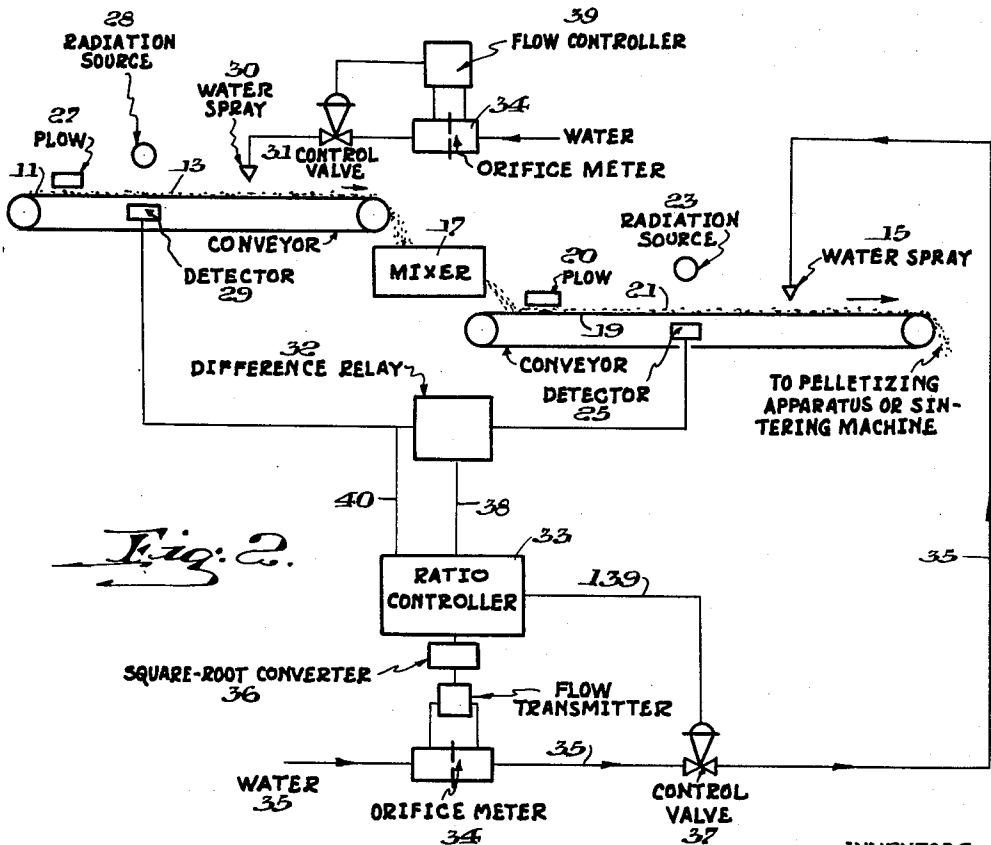 28
RADIATION
SOURCE
39
FLOW CONTROLLER
30
WATER
SPRAY
34
27
PLOW
WATER
31
CONTROL
VALVE
ORIFICE METER
11
13
23
RADIATION
SOURCE
15
WATER SPRAY
17
CONVEYOR
MIXER
DETECTOR
29
20
PLOW
21
19
32
DIFFERENCE RELAY
CONVEYOR
DETECTOR
25
TO PELLETIZING
APPARATUS OR SIN-
TERING MACHINE
40
38
Fig. 2.
33
35
RATIO
CONTROLLER
139
SQUARE-ROOT CONVERTER
36
FLOW
TRANSMITTER
35
WATER
35
ORIFICE METER
34
CONTROL
VALVE
37